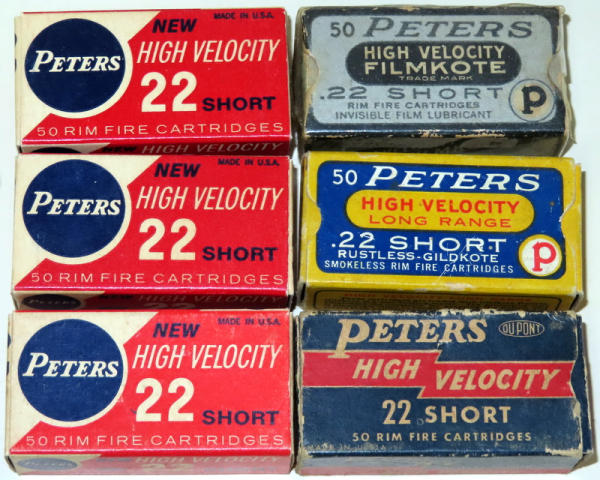 NEW MADE IN U.S.A.
PETERS
HIGH VELOCITY
22 SHORT
50 RIM FIRE CARTRIDGES
50 PETERS
HIGH VELOCITY
FILMKOTE
TRADE MARK
.22 SHORT
RIM FIRE CARTRIDGES
INVISIBLE FILM LUBRICANT
P
NEW MADE IN U.S.A.
PETERS
HIGH VELOCITY
22 SHORT
50 RIM FIRE CARTRIDGES
50 PETERS
HIGH VELOCITY
LONG RANGE
.22 SHORT
RUSTLESS-GILDKOTE
SMOKELESS RIM FIRE CARTRIDGES
P
NEW MADE IN U.S.A.
PETERS
HIGH VELOCITY
22 SHORT
50 RIM FIRE CARTRIDGES
PETERS DU PONT
HIGH VELOCITY
22 SHORT
50 RIM FIRE CARTRIDGES
MADE IN U.S.A.